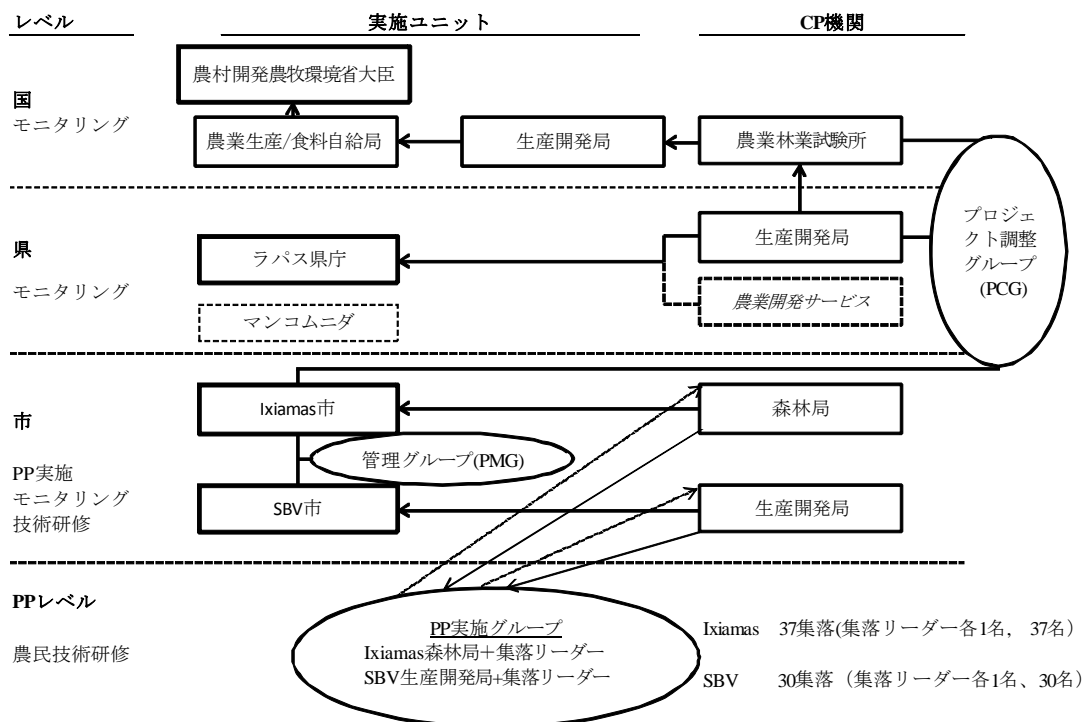 レベル 実施ユニット CP機関
農村開発農牧環境省大臣
国
モニタリング
農業生産/食料自給局 生産開発局 農業林業試験所
プロジェ
クト調整
グループ
(PCG)
県
モニタリング
生産開発局
ラパス県庁
農業開発サービス
マンコムニダ
市
Ixiamas市 森林局
管理グループ(PMG)
PP実施
モニタリング
技術研修
SBV市 生産開発局
PPレベル
農民技術研修
PP実施グループ
Ixiamas森林局＋集落リーダー
SBV生産開発局+集落リーダー
Ixiamas 37集落(集落リーダー各1名， 37名）
SBV 30集落（集落リーダー各1名、30名）